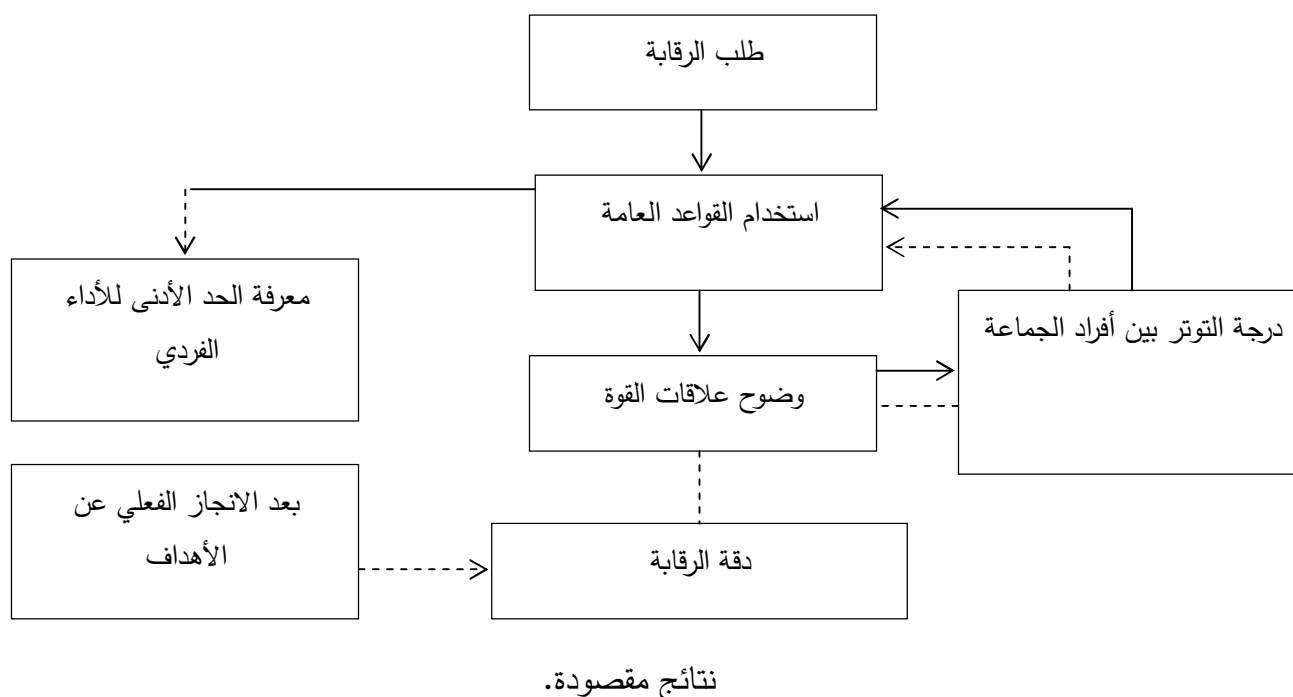 طلب الرقابة
استخدام القواعد العامة
معرفة الحد الأدنى للأداء
الفردي
درجة التوتر بين أفراد الجماعة
وضوح علاقات القوة
بعد الانجاز الفعلي عن
الأهداف
دقة الرقابة
نتائج مقصودة.